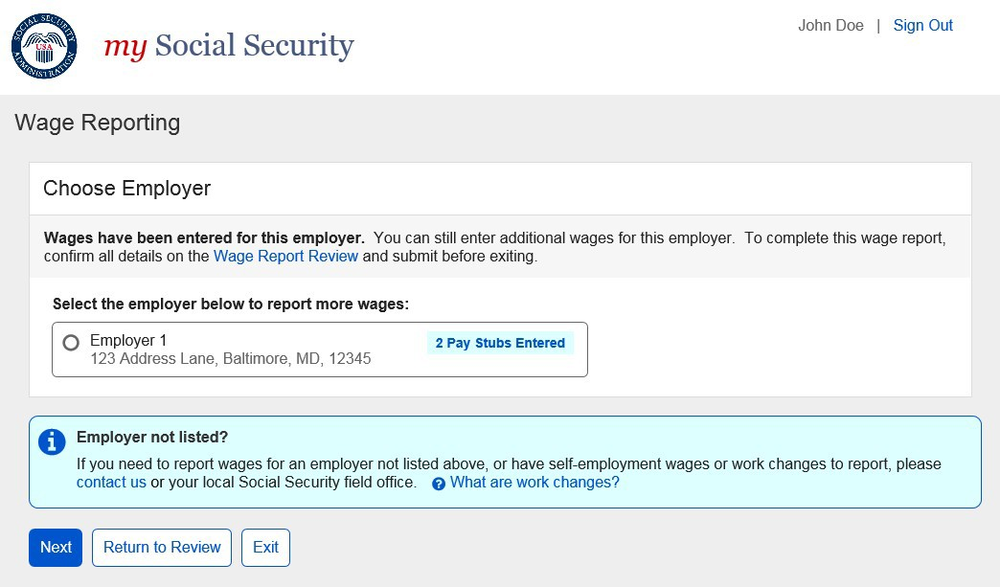 SOCIAL SECURITY
USA
ADMINISTRATION
my Social Security
John Doe | Sign Out
Wage Reporting
Choose Employer
Wages have been entered for this employer. You can still enter additional wages for this employer. To complete this wage report,
confirm all details on the Wage Report Review and submit before exiting.
Select the employer below to report more wages:
Employer 1
2 Pay Stubs Entered
123 Address Lane, Baltimore, MD, 12345
Employer not listed?
If you need to report wages for an employer not listed above, or have self-employment wages or work changes to report, please
contact us or your local Social Security field office. ? What are work changes?
Next Return to Review Exit